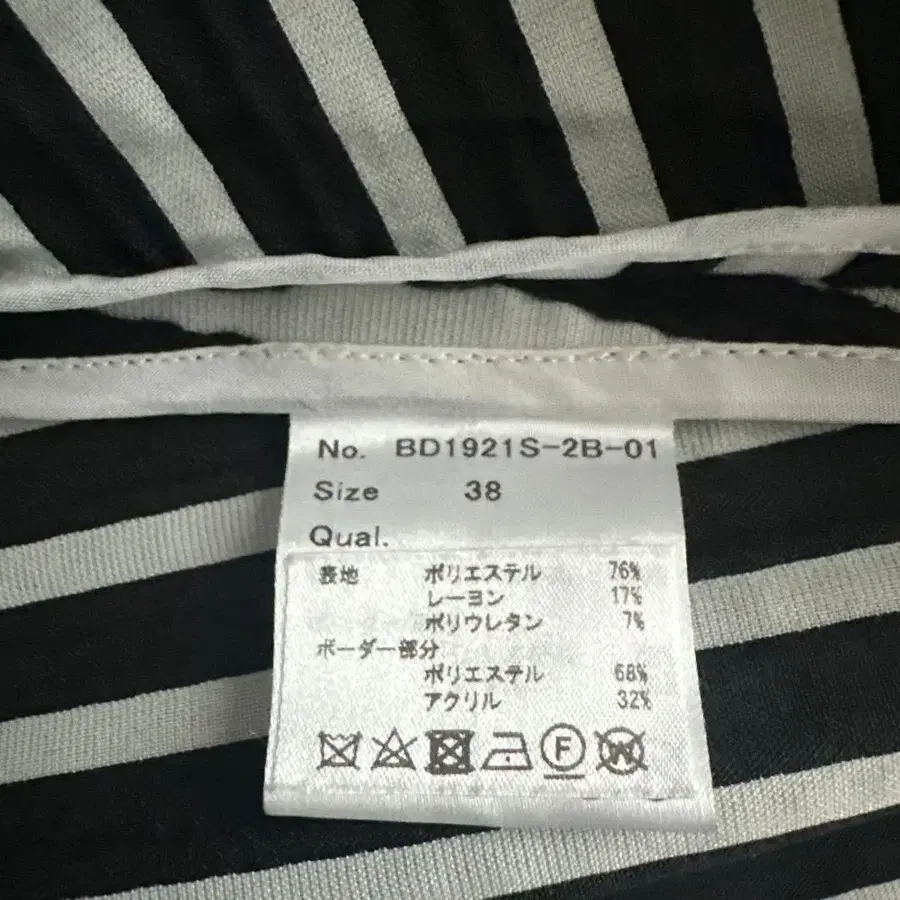 No. BD1921S-2B-01
Size 38
Qual.
表地 ポリエステル 76%
レーヨン 17%
ポリウレタン 7%
ボーダー部分
ポリエステル 68%
アクリル 32%
F W